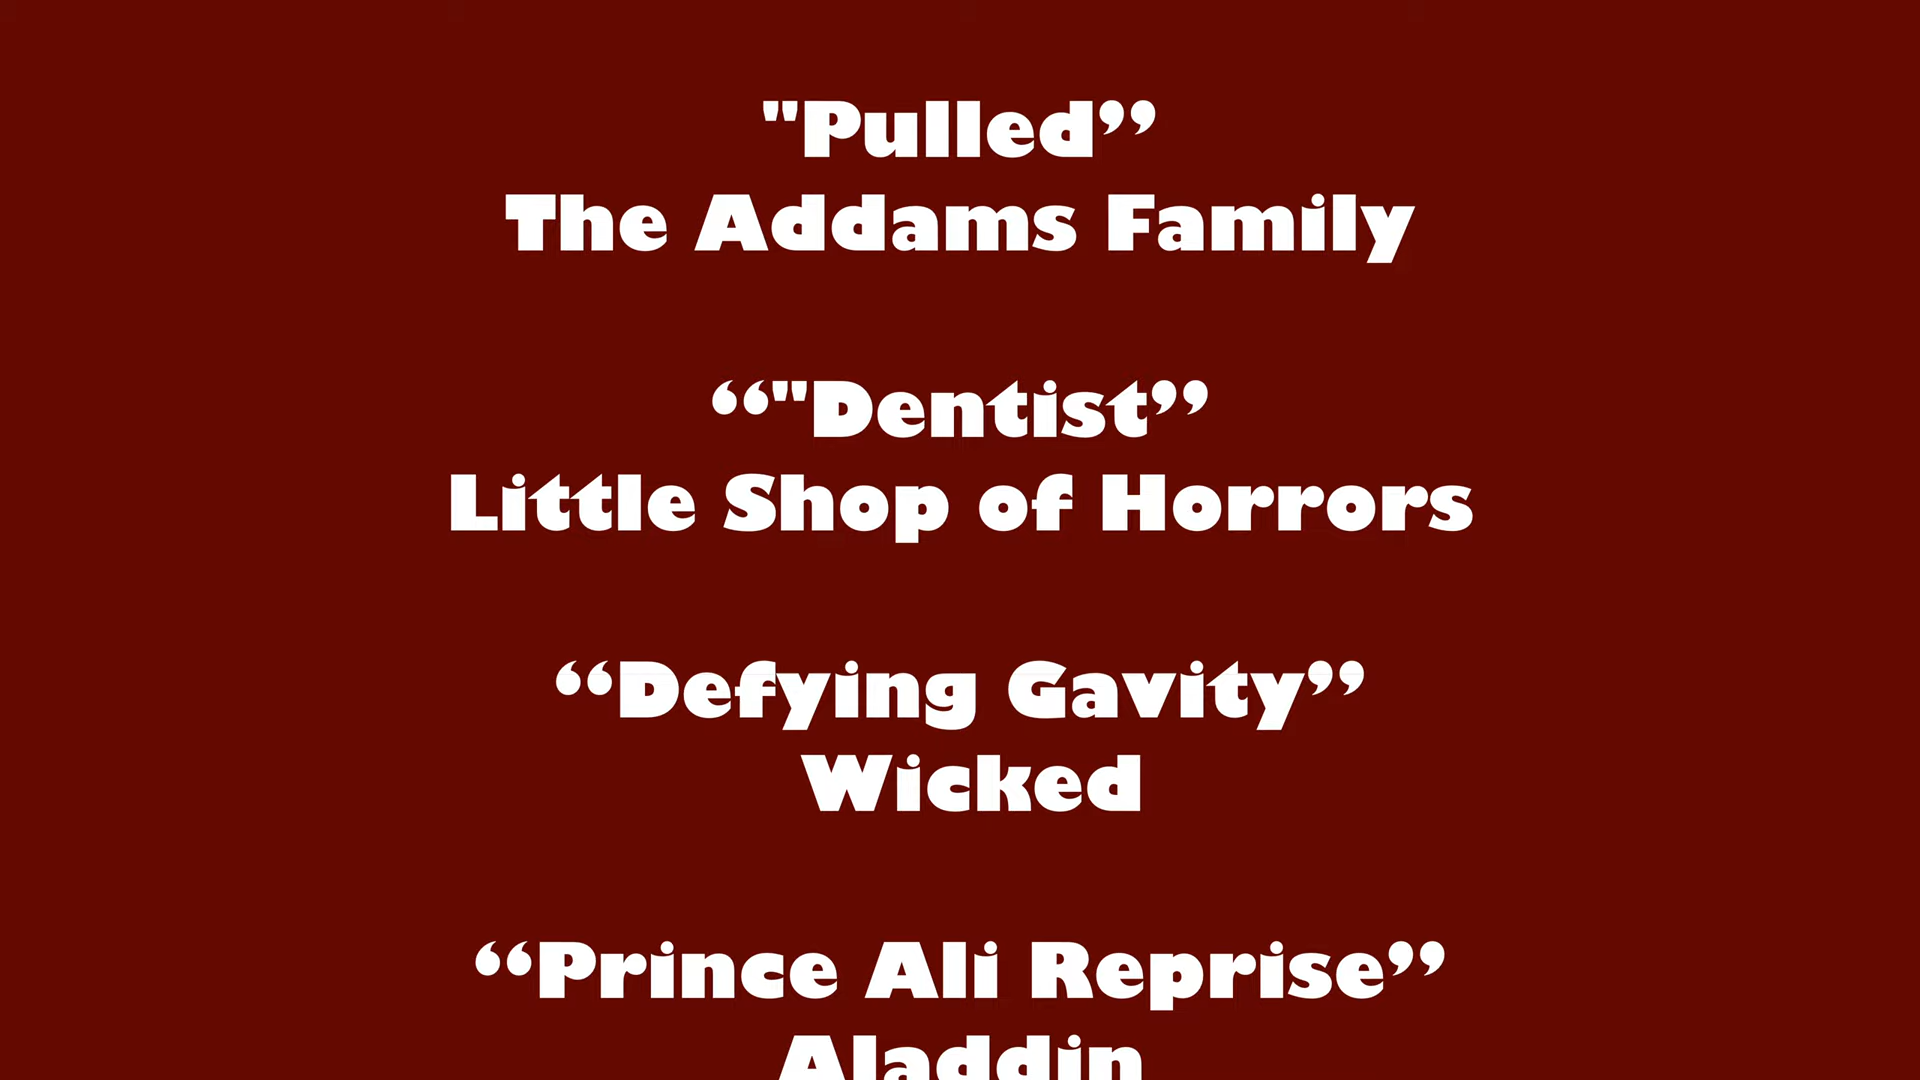 "Pulled”
The Addams Family
“"Dentist”
Little Shop of Horrors
“Defying Gavity”
Wicked
“Prince Ali Reprise”
Aladdin